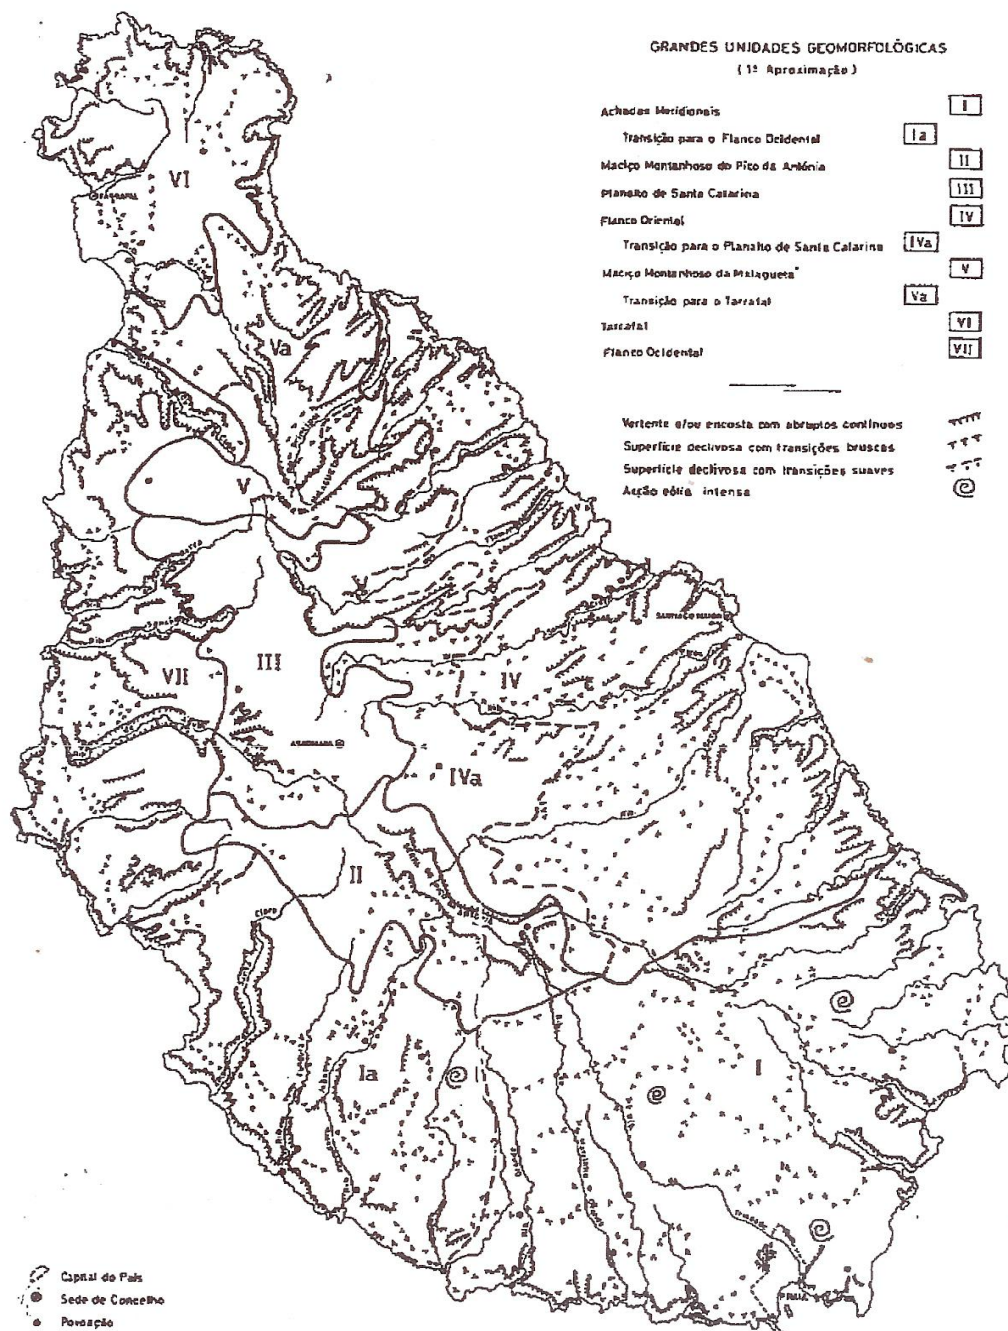 GRANDES UNIDADES GEOMORFOLÓGICAS
(1ª Aproximação)
Achadas Meridionais I
Transição para o Flanco Ocidental Ia
Maciço Montanhoso do Pico da Antónia II
Planalto de Santa Catarina III
Flanco Oriental IV
Transição para o Planalto de Santa Catarina IVa
Maciço Montanhoso da Malagueta V
Transição para o Tarrafal Va
Tarrafal VI
Flanco Ocidental VII
Vertente e/ou encosta com abruptos contínuos
Superfície declivosa com transições bruscas
Superfície declivosa com transições suaves
Acção eólia intensa
VI
TARRAFAL
Va
V
III
VII
IV
ASSOMADA
IVa
II
Ia
I
PRAIA
Capital do País
Sede de Concelho
Povoação